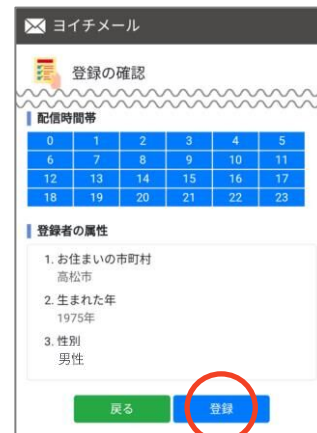 ヨイチメール
登録の確認
配信時間帯
0 1 2 3 4 5
6 7 8 9 10 11
12 13 14 15 16 17
18 19 20 21 22 23
登録者の属性
1. お住まいの市町村
高松市
2. 生まれた年
1975年
3. 性別
男性
戻る 登録